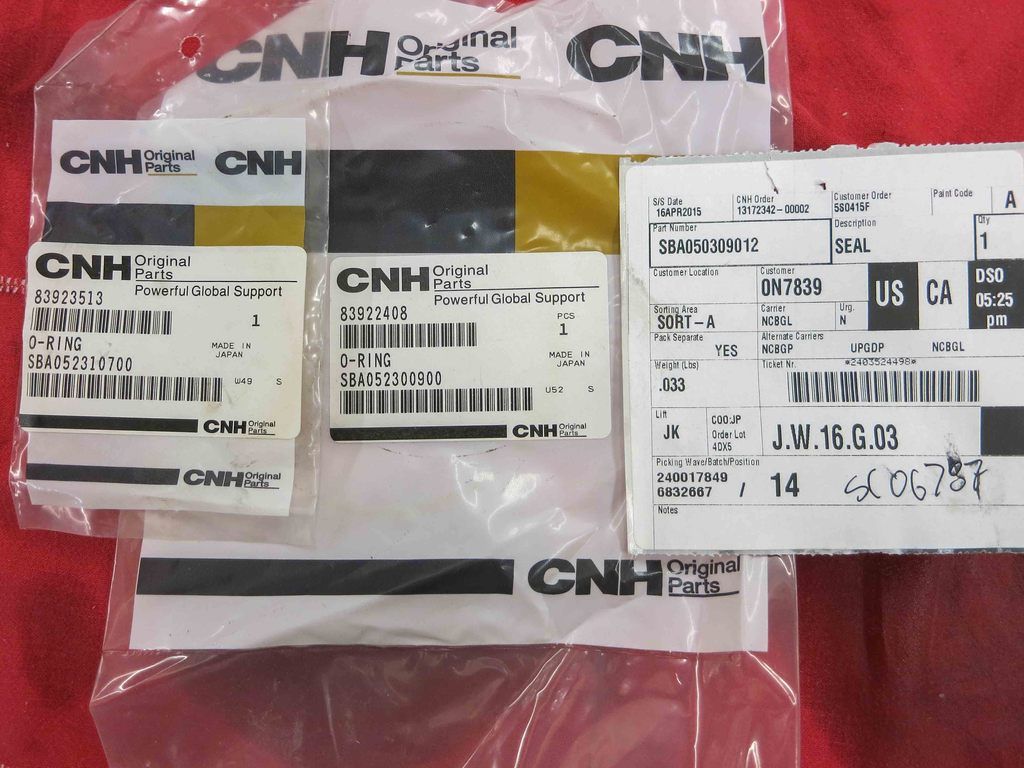 CNH Original Parts CNH
CNH Original Parts CNH
CNH Original Parts
Powerful Global Support
83923513
1
O-RING
MADE IN JAPAN
SBA052310700
W49 S
CNH Original Parts
CNH Original Parts
CNH Original Parts
Powerful Global Support
83922408
PCS
1
O-RING
MADE IN JAPAN
SBA052300900
U52 S
CNH Original Parts
CNH Original Parts
S/S Date
16APR2015
CNH Order
13172342-00002
Customer Order
5S0415F
Paint Code
A
Part Number
SBA050309012
Description
SEAL
Qty
1
Customer Location
Customer
0N7839
US CA
DSO
05:25
pm
Sorting Area
SORT-A
Carrier
NCBGL
Urg.
N
Pack Separate
YES
Alternate Carriers
NCBGP UPGDP NCBGL
Weight (Lbs)
.033
Ticket Nr.
*2403524498*
Lift
JK
COO:JP
Order Lot
4DX5
J.W.16.G.03
Picking Wave/Batch/Position
240017849
6832667 / 14
SC06787
Notes